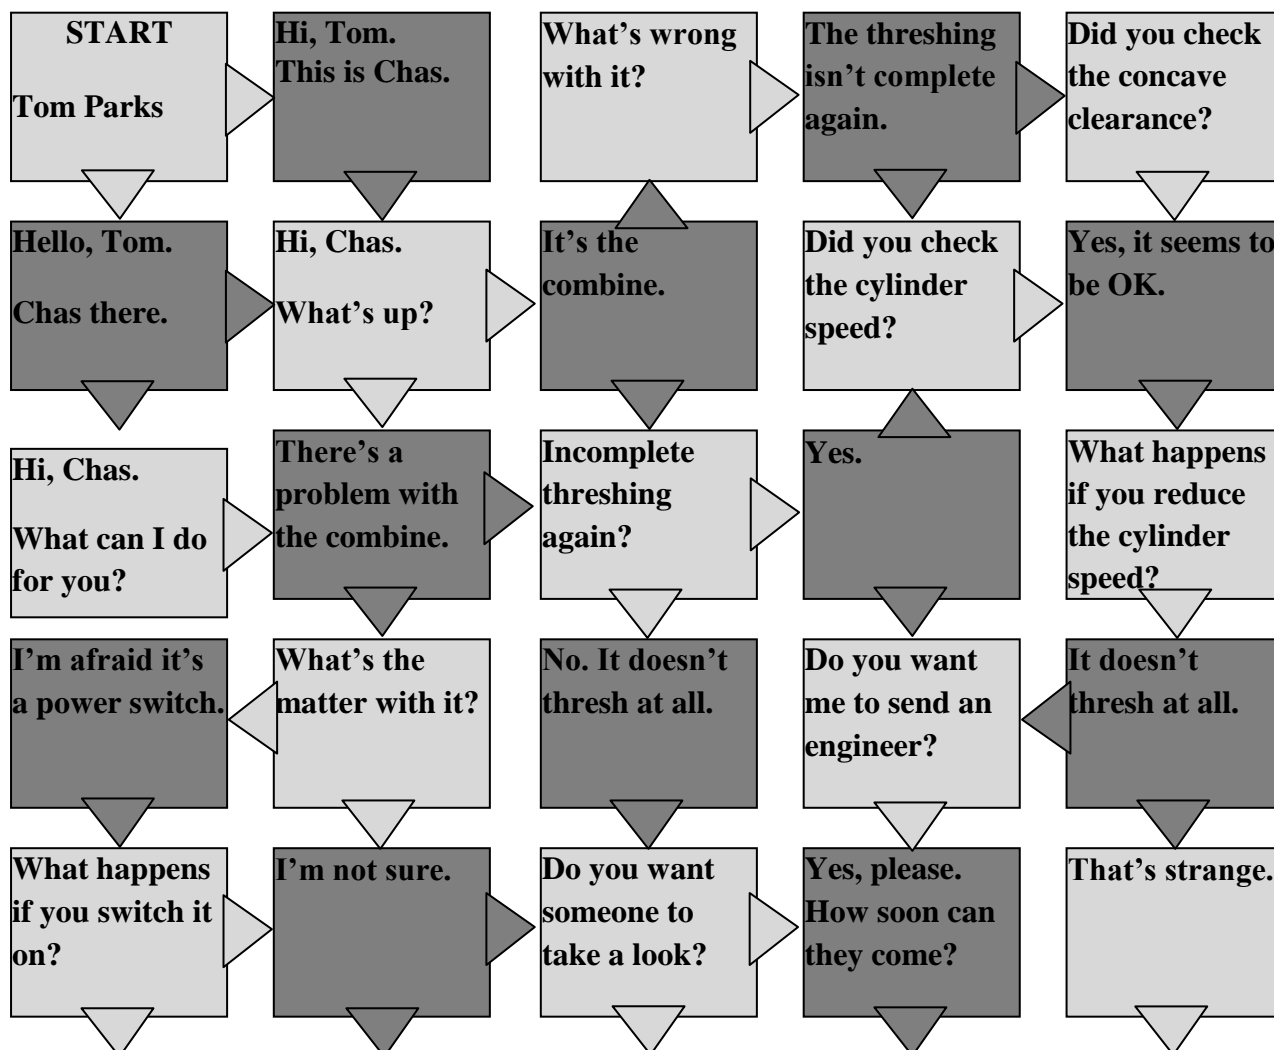 START
Tom Parks
Hi, Tom.
This is Chas.
What's wrong
with it?
The threshing
isn't complete
again.
Did you check
the concave
clearance?
Hello, Tom.
Chas there.
Hi, Chas.
What’s up?
It's the
combine.
Did you check
the cylinder
speed?
Yes, it seems to
be OK.
Hi, Chas.
What can I do
for you?
There's a
problem with
the combine.
Incomplete
threshing
again?
Yes.
What happens
if you reduce
the cylinder
speed?
I’m afraid it's
a power switch.
What's the
matter with it?
No. It doesn't
thresh at all.
Do you want
me to send an
engineer?
It doesn't
thresh at all.
What happens
if you switch it
on?
I’m not sure.
Do you want
someone to
take a look?
Yes, please.
How soon can
they come?
That's strange.